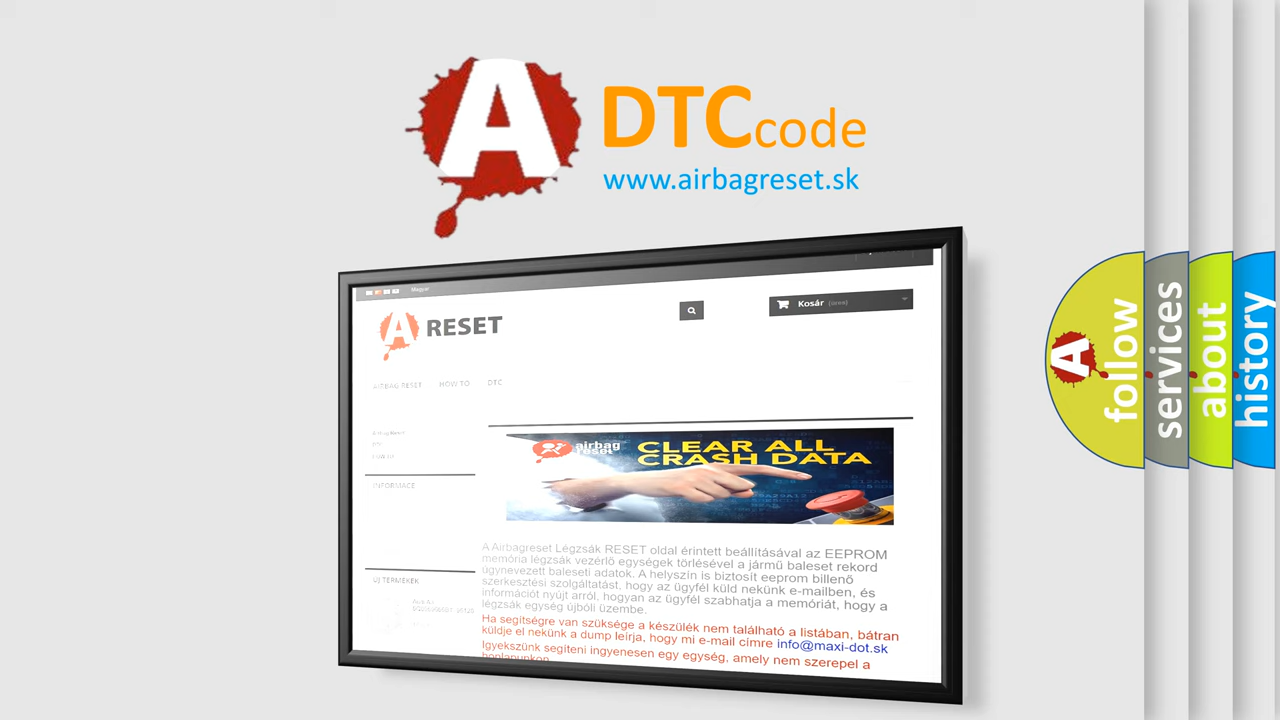 A
DTCcode
www.airbagreset.sk
Magyar
Kosár (üres)
A RESET
AIRBAG RESET HOW TO DTC
INFORMACE
ÚJ TERMÉKEK
airbag
reset
CLEAR ALL
CRASH DATA
A Airbagreset Légzsák RESET oldal érintett beállításával az EEPROM
memória légzsák vezérlő egységek törlésével a jármű baleset rekord
úgynevezett baleseti adatok. A helyszín is biztosít eeprom billenő
szerkesztési szolgáltatást, hogy az ügyfél küld nekünk e-mailben, és
információt nyújt arról, hogyan az ügyfél szabhatja a memóriát, hogy a
légzsák egység újbóli üzembe.
Ha segítségre van szüksége a készülék nem található a listában, bátran
küldje el nekünk a dump leírja, hogy mi e-mail címre info@maxi-dot.sk
Igyekszünk segíteni ingyenesen egy egység, amely nem szerepel a
honlapunkon
A
follow
services
about
history